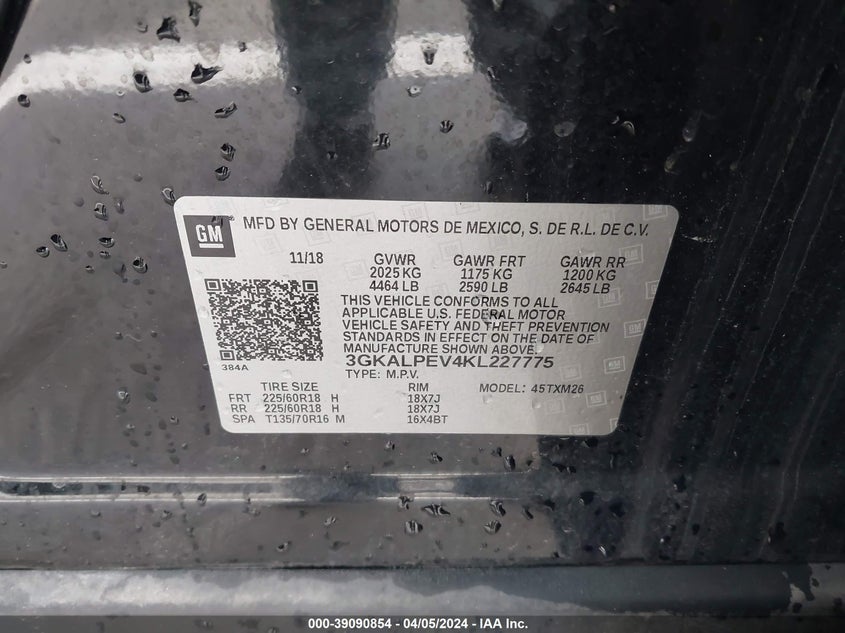 GM
MFD BY GENERAL MOTORS DE MEXICO, S. DE R.L. DE C.V.
11/18 GVWR GAWR FRT GAWR RR
2025 KG 1175 KG 1200 KG
4464 LB 2590 LB 2645 LB
THIS VEHICLE CONFORMS TO ALL
APPLICABLE U.S. FEDERAL MOTOR
VEHICLE SAFETY AND THEFT PREVENTION
STANDARDS IN EFFECT ON THE DATE OF
MANUFACTURE SHOWN ABOVE.
384A 3GKALPEV4KL227775
TYPE: M.P.V. MODEL: 45TXM26
TIRE SIZE RIM
FRT 225/60R18 H 18X7J
RR 225/60R18 H 18X7J
SPA T135/70R16 M 16X4BT
000-39090854 - 04/05/2024 - IAA Inc.